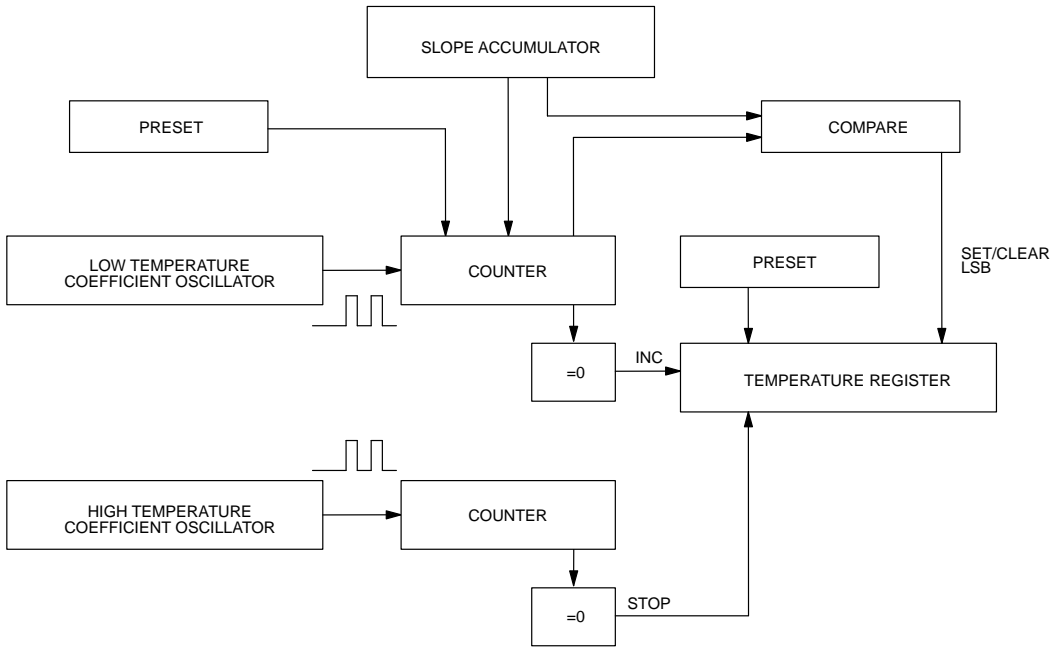 SLOPE ACCUMULATOR
PRESET
COMPARE
LOW TEMPERATURE
COEFFICIENT OSCILLATOR
COUNTER
PRESET
SET/CLEAR
LSB
=0
INC
TEMPERATURE REGISTER
HIGH TEMPERATURE
COEFFICIENT OSCILLATOR
COUNTER
=0
STOP